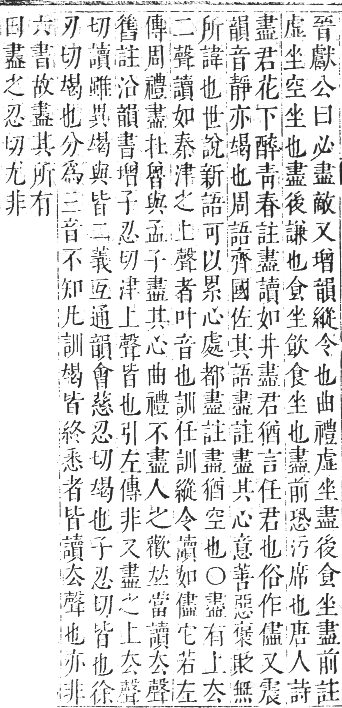 晉獻公曰必盡敵又增韻縱令也曲禮虛坐盡後食坐盡前註
虛坐空坐也盡後謙也食坐飲食坐也盡前恐污席也唐人詩
盡君花下醉靑春註盡讀如井盡君猶言任君也俗作儘又震
韻音靜亦竭也周語齊國佐其語盡註盡其心意善惡褒貶無
所諱也世說新語可以累心處都盡註盡猶空也〇盡有上去
二聲讀如秦津之上聲者叶音也訓任訓縱令讀如儘它若左
傳周禮盡在魯與孟子盡其心曲禮不盡人之歡𠀤當讀去聲
舊註沿韻書增子忍切津上聲皆也引左傳非又盡之上去聲
切讀雖異竭與皆二義互通韻會慈忍切竭也子忍切皆也徐
刃切竭也分爲三音不知凡訓竭皆終悉者皆讀去聲也亦非
六書故盡其所有
曰盡之忍切尤非